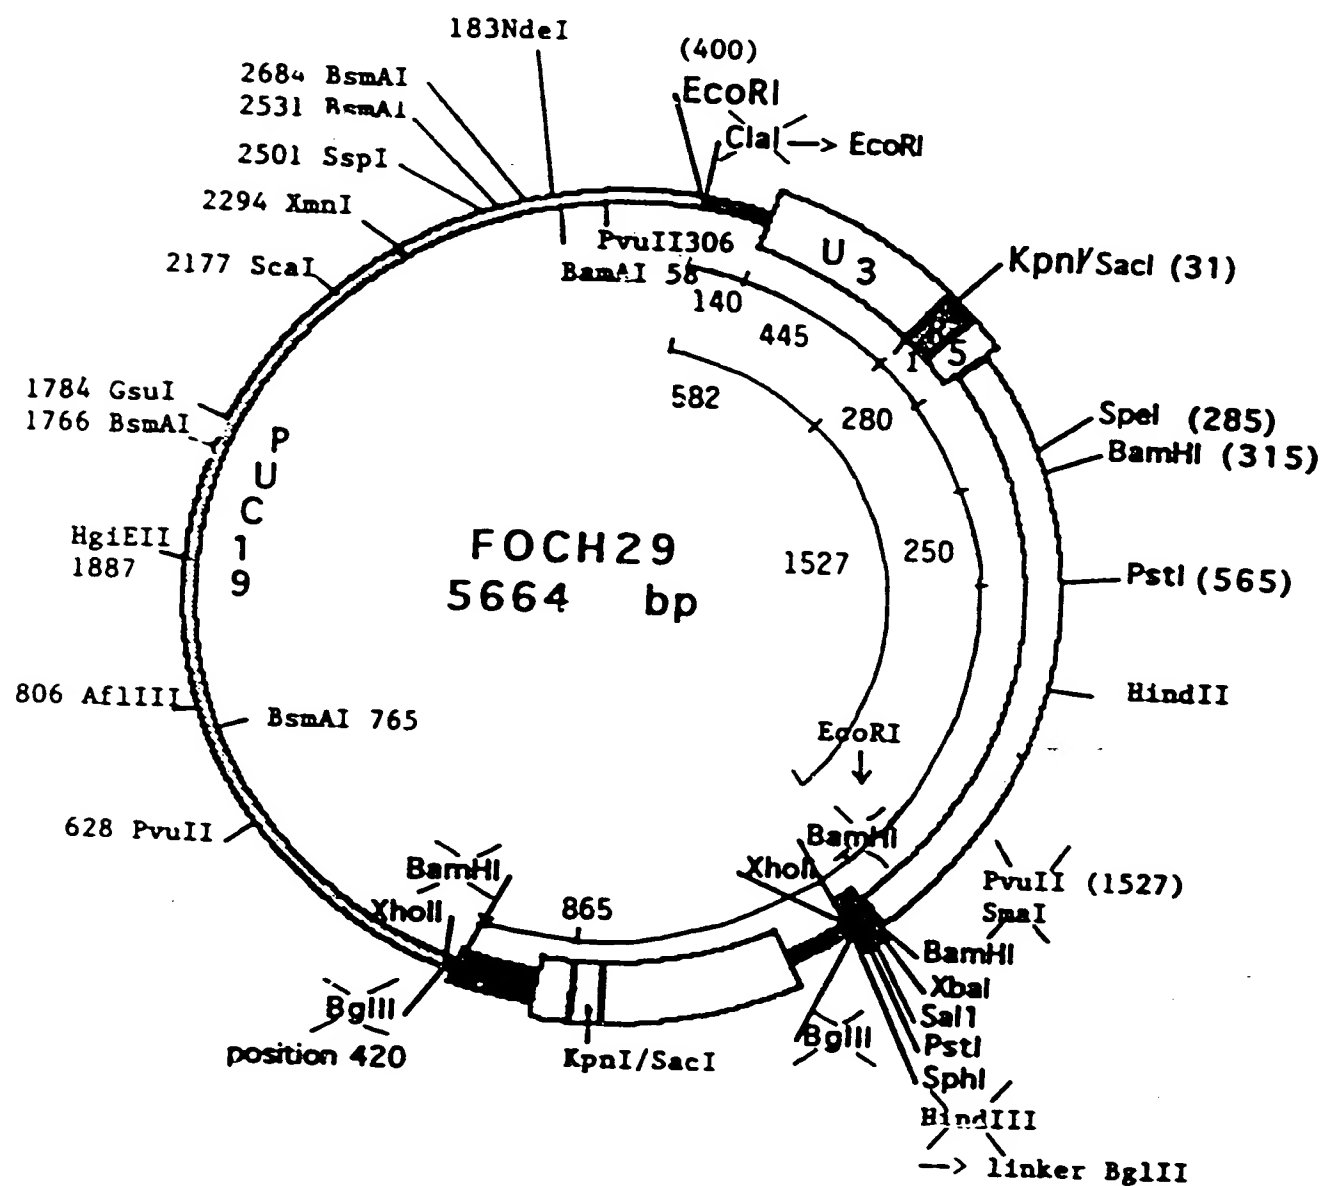 183NdeI
(400)
EcoRI
2684 BsmAI
2531 BsmAI
ClaI —> EcoRI
2501 SspI
2294 XmnI
PvuII306
U 3
KpnI/SacI (31)
2177 ScaI
BamAI 58
140
445
1 5
582
280
1784 GsuI
1766 BsmAI
SpeI (285)
BamHI (315)
P
U
C
1
9
HgiEII
1887
FOCH29
5664 bp
1527
250
PstI (565)
806 AflIII
BsmAI 765
HindII
EcoRI
628 PvuII
BamHI
BamHI
XhoII
XhoII
PvuII (1527)
SmaI
865
BamHI
XbaI
SalI
PstI
SphI
BglII
position 420
KpnI/SacI
BglII
HindIII
—> linker BglII